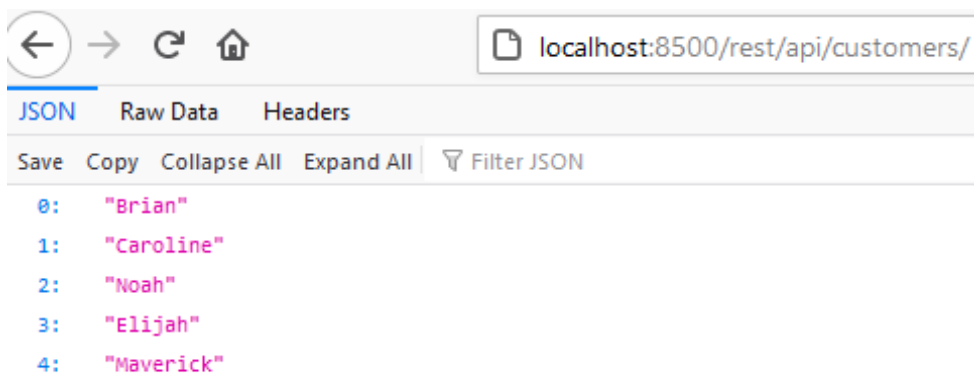 localhost:8500/rest/api/customers/
JSON Raw Data Headers
Save Copy Collapse All Expand All Filter JSON
0: "Brian"
1: "Caroline"
2: "Noah"
3: "Elijah"
4: "Maverick"